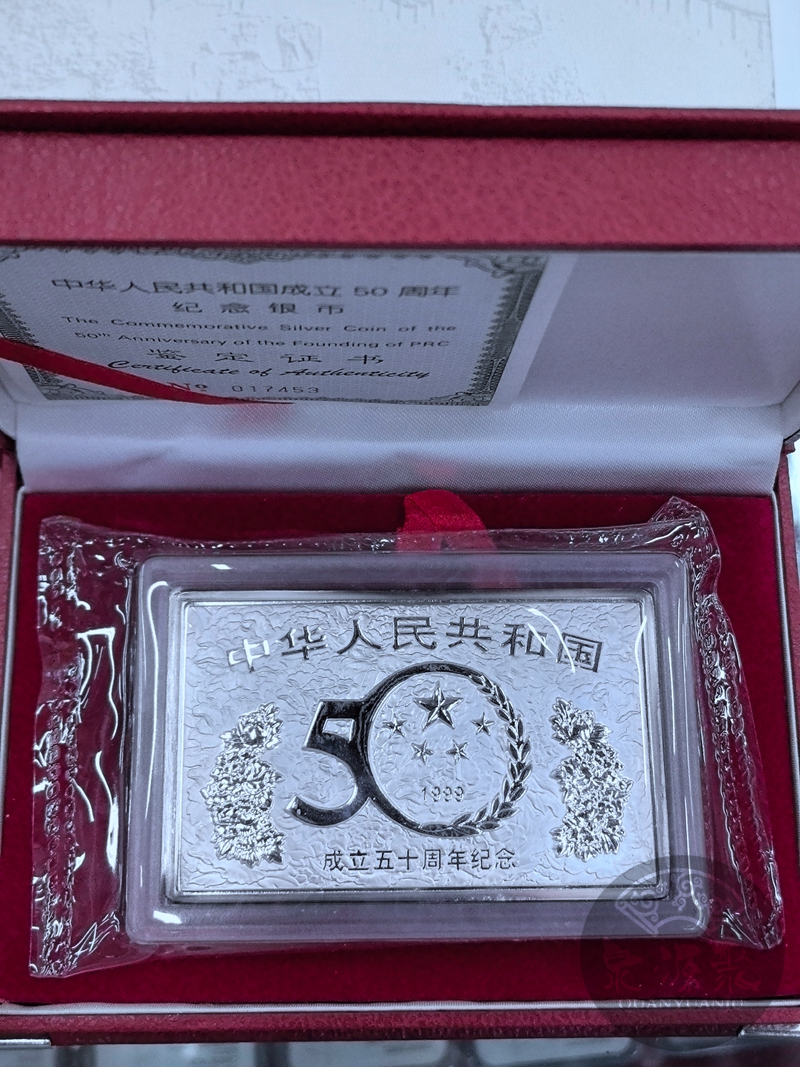 中华人民共和国成立 50 周年
纪念银币
The Commemorative Silver Coin of the
50th Anniversary of the Founding of PRC
鉴定证书
Certificate of Authenticity
No 017453
中华人民共和国
50
1999
成立五十周年纪念
QUANYUANJU